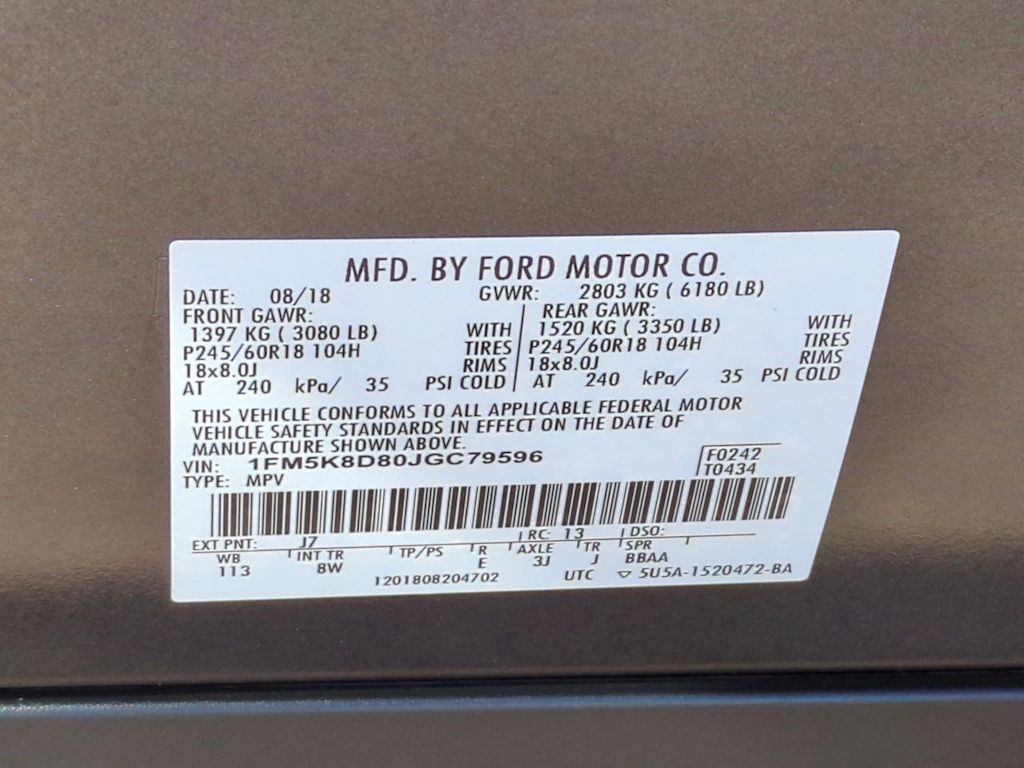 MFD. BY FORD MOTOR CO.
DATE: 08/18 GVWR: 2803 KG ( 6180 LB)
FRONT GAWR: REAR GAWR:
1397 KG ( 3080 LB) WITH 1520 KG ( 3350 LB) WITH
P245/60R18 104H TIRES P245/60R18 104H TIRES
18x8.0J RIMS 18x8.0J RIMS
AT 240 kPa/ 35 PSI COLD AT 240 kPa/ 35 PSI COLD
THIS VEHICLE CONFORMS TO ALL APPLICABLE FEDERAL MOTOR
VEHICLE SAFETY STANDARDS IN EFFECT ON THE DATE OF
MANUFACTURE SHOWN ABOVE.
VIN: 1FM5K8D80JGC79596 F0242
TYPE: MPV T0434
EXT PNT: J7 RC: 13 DSO:
WB INT TR TP/PS R AXLE TR SPR
113 8W E 3J J BBAA
1201808204702 UTC ▽ 5U5A-1520472-BA